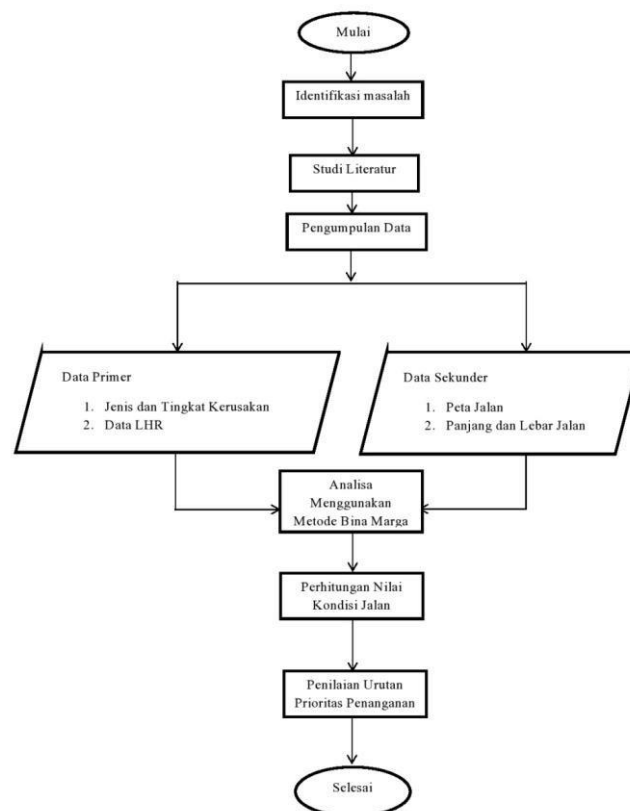 Mulai
Identifikasi masalah
Studi Literatur
Pengumpulan Data
Data Primer
1. Jenis dan Tingkat Kerusakan
2. Data LHR
Data Sekunder
1. Peta Jalan
2. Panjang dan Lebar Jalan
Analisa
Menggunakan
Metode Bina Marga
Perhitungan Nilai
Kondisi Jalan
Penilaian Urutan
Prioritas Penanganan
Selesai